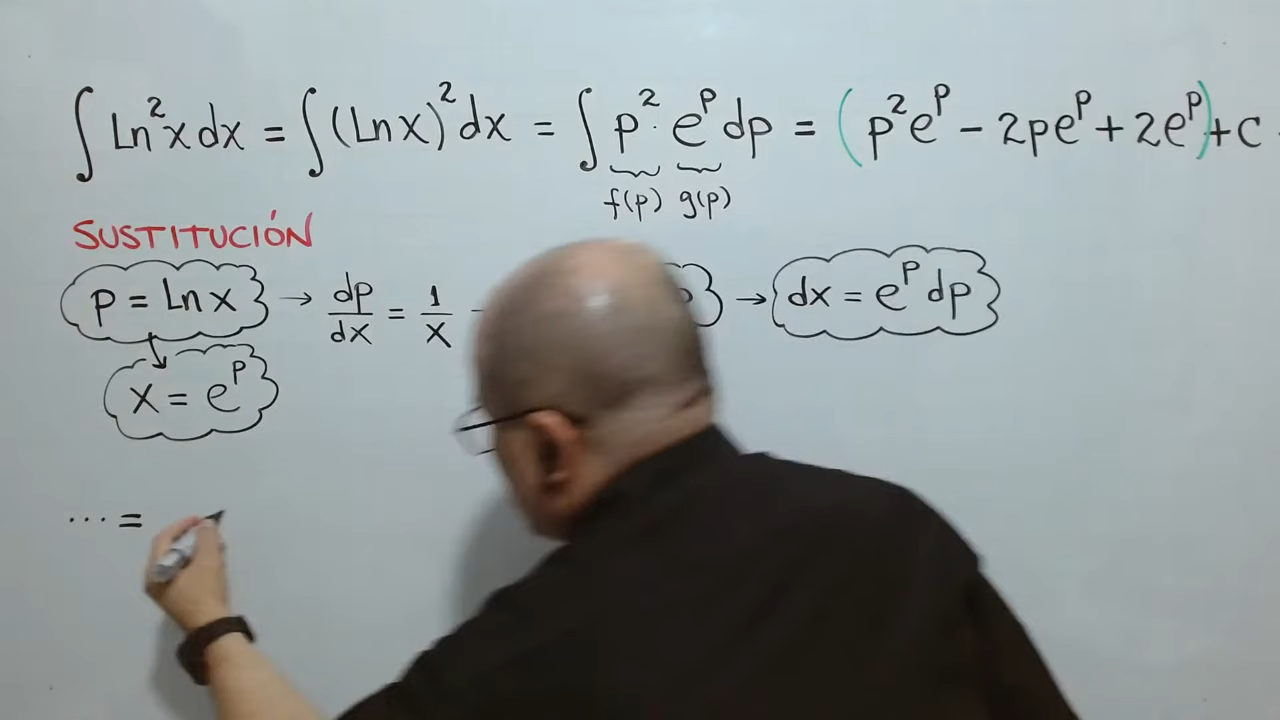 ∫ Ln²x dx = ∫ (Ln x)² dx = ∫ p² · e^p dp = (p²e^p − 2pe^p + 2e^p) + c
f(p) g(p)
SUSTITUCIÓN
p = Ln x → dp/dx = 1/x → dx = e^p dp
x = e^p
... =